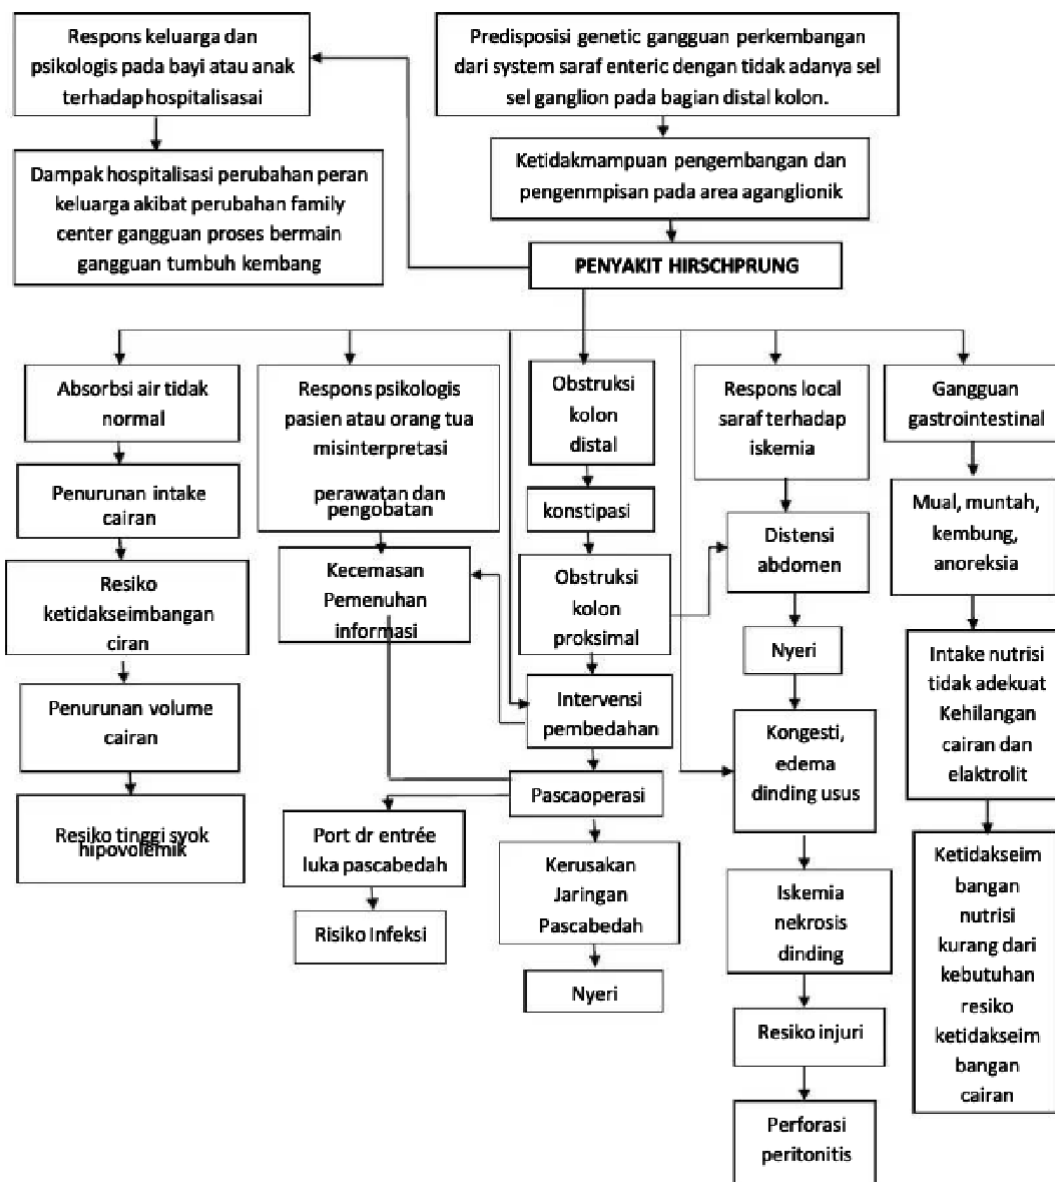 Respons keluarga dan
psikologis pada bayi atau anak
terhadap hospitalisasai
Predisposisi genetic gangguan perkembangan
dari system saraf enteric dengan tidak adanya sel
sel ganglion pada bagian distal kolon.
Dampak hospitalisasi perubahan peran
keluarga akibat perubahan family
center gangguan proses bermain
gangguan tumbuh kembang
Ketidakmampuan pengembangan dan
pengenmpisan pada area aganglionik
PENYAKIT HIRSCHPRUNG
Absorbsi air tidak
normal
Penurunan intake
cairan
Resiko
ketidakseimbangan
ciran
Penurunan volume
cairan
Resiko tinggi syok
hipovolemik
Respons psikologis
pasien atau orang tua
misinterpretasi
perawatan dan
pengobatan
Kecemasan
Pemenuhan
informasi
Obstruksi
kolon
distal
konstipasi
Obstruksi
kolon
proksimal
Intervensi
pembedahan
Pascaoperasi
Port dr entrée
luka pascabedah
Risiko Infeksi
Kerusakan
Jaringan
Pascabedah
Nyeri
Respons local
saraf terhadap
iskemia
Distensi
abdomen
Nyeri
Kongesti,
edema
dinding usus
Iskemia
nekrosis
dinding
Resiko injuri
Perforasi
peritonitis
Gangguan
gastrointestinal
Mual, muntah,
kembung,
anoreksia
Intake nutrisi
tidak adekuat
Kehilangan
cairan dan
elaktrolit
Ketidakseim
bangan
nutrisi
kurang dari
kebutuhan
resiko
ketidakseim
bangan
cairan